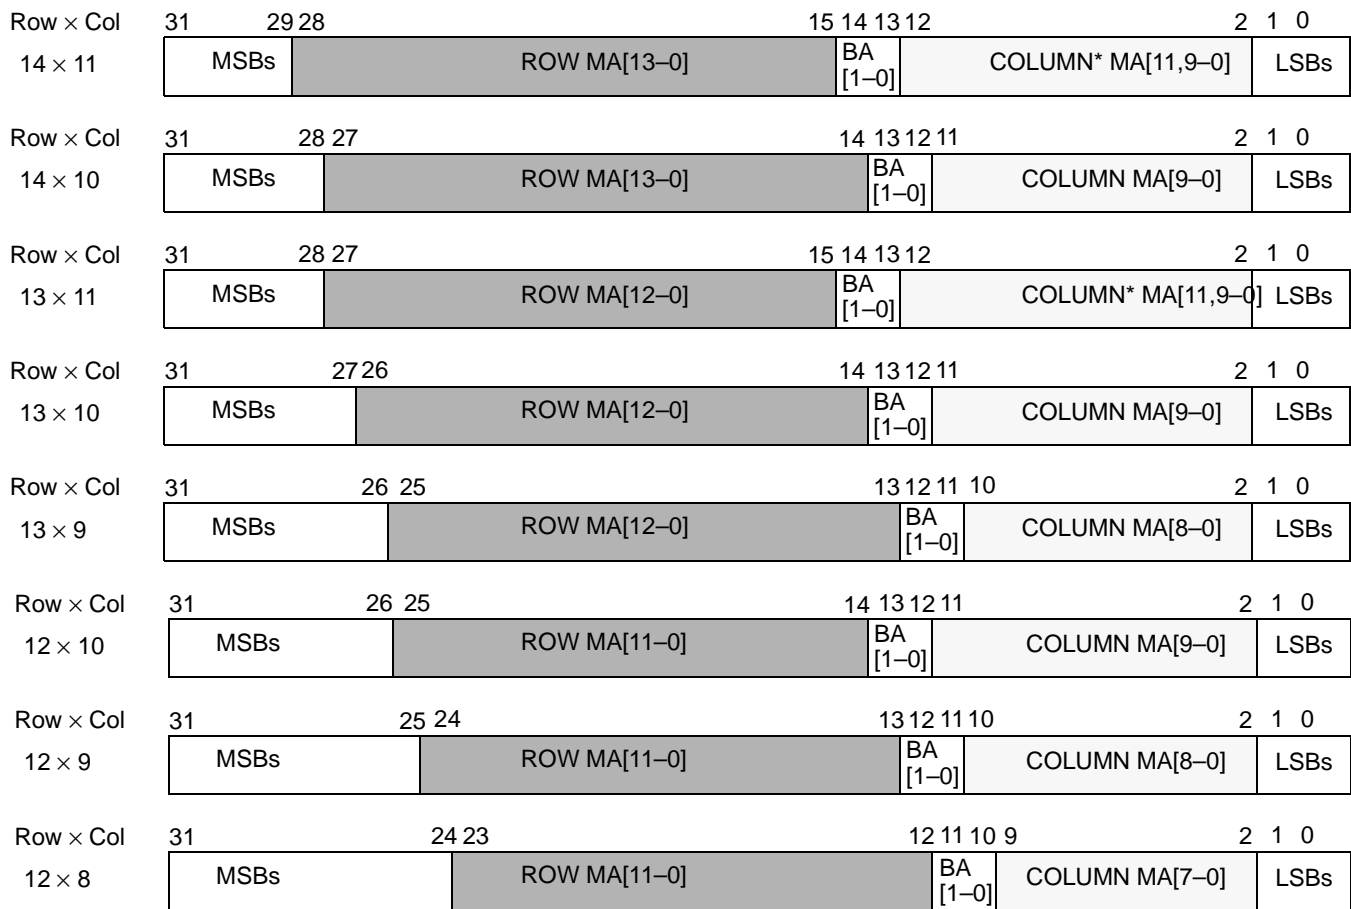 Row × Col 31 29 28 15 14 13 12 2 1 0
14 × 11 MSBs ROW MA[13–0] BA [1–0] COLUMN* MA[11,9–0] LSBs
Row × Col 31 28 27 14 13 12 11 2 1 0
14 × 10 MSBs ROW MA[13–0] BA [1–0] COLUMN MA[9–0] LSBs
Row × Col 31 28 27 15 14 13 12 2 1 0
13 × 11 MSBs ROW MA[12–0] BA [1–0] COLUMN* MA[11,9–0] LSBs
Row × Col 31 27 26 14 13 12 11 2 1 0
13 × 10 MSBs ROW MA[12–0] BA [1–0] COLUMN MA[9–0] LSBs
Row × Col 31 26 25 13 12 11 10 2 1 0
13 × 9 MSBs ROW MA[12–0] BA [1–0] COLUMN MA[8–0] LSBs
Row × Col 31 26 25 14 13 12 11 2 1 0
12 × 10 MSBs ROW MA[11–0] BA [1–0] COLUMN MA[9–0] LSBs
Row × Col 31 25 24 13 12 11 10 2 1 0
12 × 9 MSBs ROW MA[11–0] BA [1–0] COLUMN MA[8–0] LSBs
Row × Col 31 24 23 12 11 10 9 2 1 0
12 × 8 MSBs ROW MA[11–0] BA [1–0] COLUMN MA[7–0] LSBs